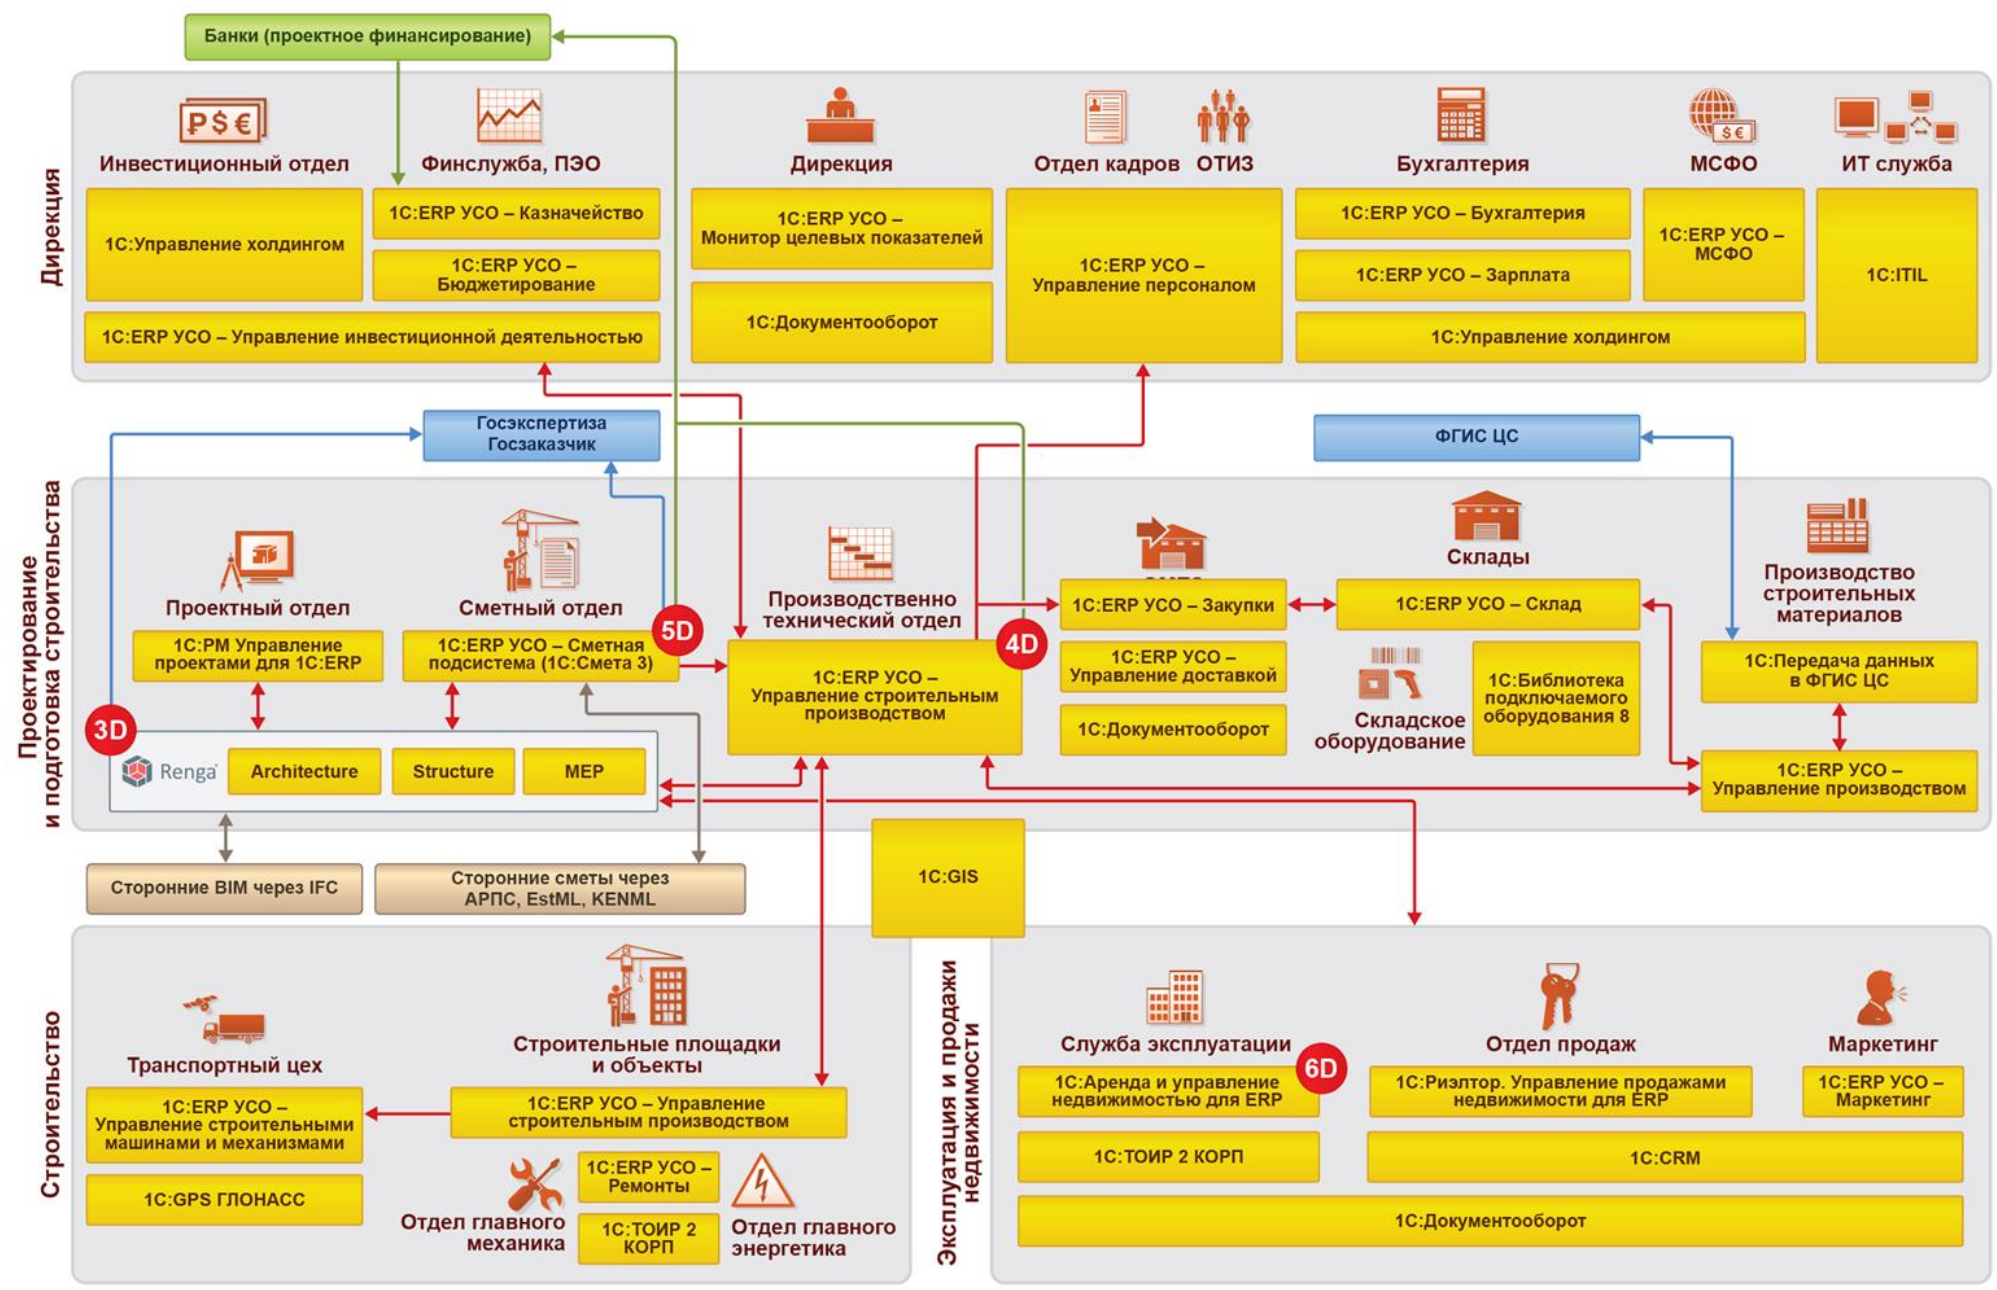 Банки (проектное финансирование)
Дирекция
Инвестиционный отдел
Финслужба, ПЭО
Дирекция
Отдел кадров
ОТИЗ
Бухгалтерия
МСФО
ИТ служба
₽ $ €
$ €
1С:Управление холдингом
1С:ERP УСО – Казначейство
1С:ERP УСО –
Бюджетирование
1С:ERP УСО – Управление инвестиционной деятельностью
1С:ERP УСО –
Монитор целевых показателей
1С:Документооборот
1С:ERP УСО –
Управление персоналом
1С:ERP УСО – Бухгалтерия
1С:ERP УСО – Зарплата
1С:ERP УСО –
МСФО
1С:Управление холдингом
1С:ITIL
Госэкспертиза
Госзаказчик
ФГИС ЦС
Проектирование
и подготовка строительства
Проектный отдел
1С:PM Управление
проектами для 1С:ERP
Сметный отдел
1С:ERP УСО – Сметная
подсистема (1С:Смета 3)
5D
Производственно
технический отдел
4D
1С:ERP УСО –
Управление строительным
производством
1С:ERP УСО – Закупки
1С:ERP УСО –
Управление доставкой
1С:Документооборот
Склады
1С:ERP УСО – Склад
Складское
оборудование
1С:Библиотека
подключаемого
оборудования 8
Производство
строительных
материалов
1С:Передача данных
в ФГИС ЦС
1С:ERP УСО –
Управление производством
3D
Renga
Architecture
Structure
MEP
Сторонние BIM через IFC
Сторонние сметы через
АРПС, EstML, KENML
1С:GIS
Строительство
Транспортный цех
1С:ERP УСО –
Управление строительными
машинами и механизмами
1С:GPS ГЛОНАСС
Строительные площадки
и объекты
1С:ERP УСО – Управление
строительным производством
Отдел главного
механика
1С:ERP УСО –
Ремонты
1С:ТОИР 2
КОРП
Отдел главного
энергетика
Эксплуатация и продажи
недвижимости
Служба эксплуатации
6D
1С:Аренда и управление
недвижимостью для ERP
1С:ТОИР 2 КОРП
Отдел продаж
1С:Риэлтор. Управление продажами
недвижимости для ERP
Маркетинг
1С:ERP УСО –
Маркетинг
1С:CRM
1С:Документооборот